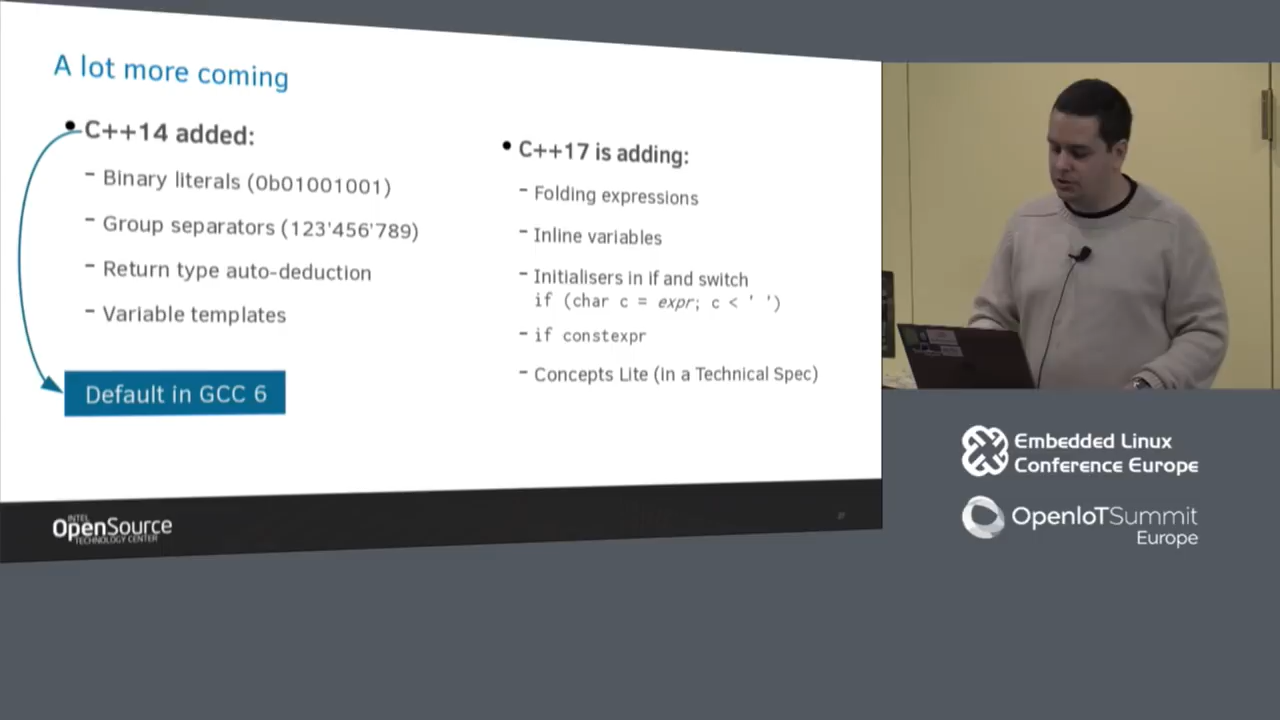 A lot more coming
C++14 added:
Binary literals (0b01001001)
Group separators (123'456'789)
Return type auto-deduction
Variable templates
Default in GCC 6
C++17 is adding:
Folding expressions
Inline variables
Initialisers in if and switch
if (char c = expr; c < ' ')
if constexpr
Concepts Lite (in a Technical Spec)
INTEL
OpenSource
TECHNOLOGY CENTER
Embedded Linux
Conference Europe
OpenIoTSummit
Europe